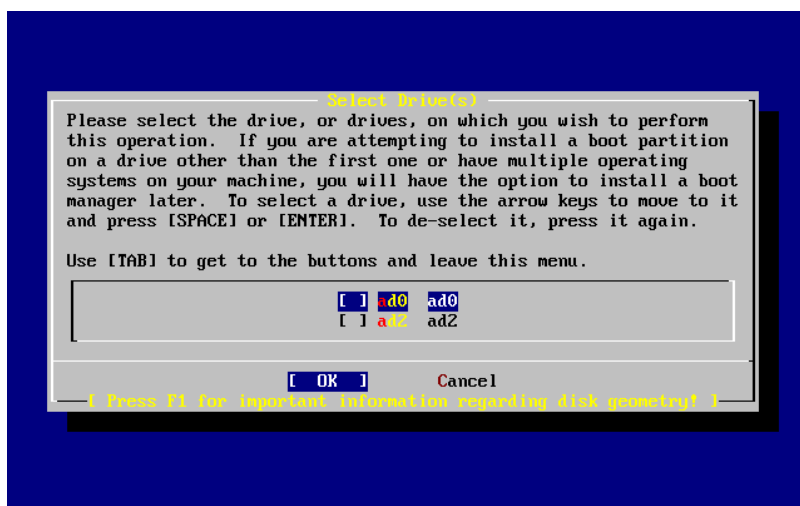 Select Drive(s)
Please select the drive, or drives, on which you wish to perform
this operation.  If you are attempting to install a boot partition
on a drive other than the first one or have multiple operating
systems on your machine, you will have the option to install a boot
manager later.  To select a drive, use the arrow keys to move to it
and press [SPACE] or [ENTER].  To de-select it, press it again.
Use [TAB] to get to the buttons and leave this menu.
[ ] ad0  ad0
[ ] ad2  ad2
[  OK  ]  Cancel
[ Press F1 for important information regarding disk geometry! ]